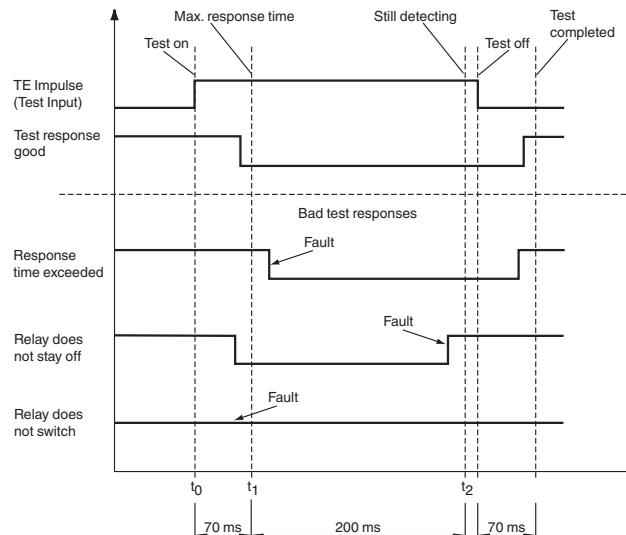 Max. response time
Still detecting
Test
completed
Test on
Test off
TE Impulse
(Test Input)
Test response
good
Bad test responses
Response
time exceeded
Fault
Relay does
not stay off
Fault
Relay does
not switch
Fault
t0
t1
t2
70 ms
200 ms
70 ms